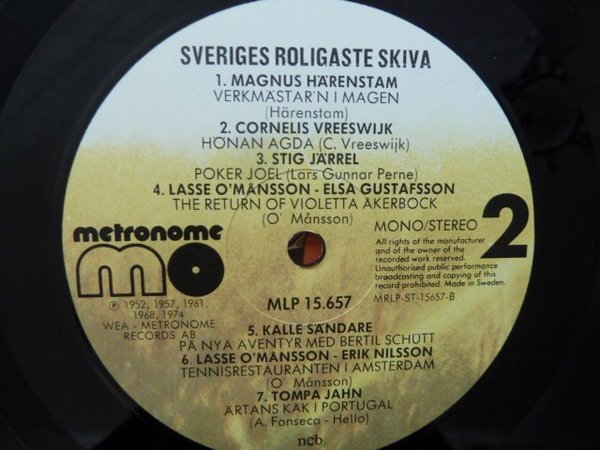 SVERIGES ROLIGASTE SKIVA
1. MAGNUS HÄRENSTAM
VERKMÄSTAR'N I MAGEN
(Härenstam)
2. CORNELIS VREESWIJK
HÖNAN AGDA (C. Vreeswijk)
3. STIG JÄRREL
POKER JOEL (Lars Gunnar Perne)
4. LASSE O'MÅNSSON - ELSA GUSTAFSSON
THE RETURN OF VIOLETTA ÅKERBOCK
(O' Månsson)
metronome
mo
MONO/STEREO 2
All rights of the manufacturer
and of the owner of the
recorded work reserved.
Unauthorised public performance
broadcasting and copying of
this record prohibited. Made in Sweden.
MRLP-ST-15657-B
MLP 15.657
℗ 1952, 1957, 1961,
1968, 1974
WEA - METRONOME
RECORDS AB
5. KALLE SÄNDARE
PÅ NYA ÄVENTYR MED BERTIL SCHÜTT
6. LASSE O'MÅNSSON - ERIK NILSSON
TENNISRESTAURANTEN I AMSTERDAM
(O' Månsson)
7. TOMPA JAHN
ÄRTANS KÄK I PORTUGAL
(A. Fonseca - Hello)
ncb